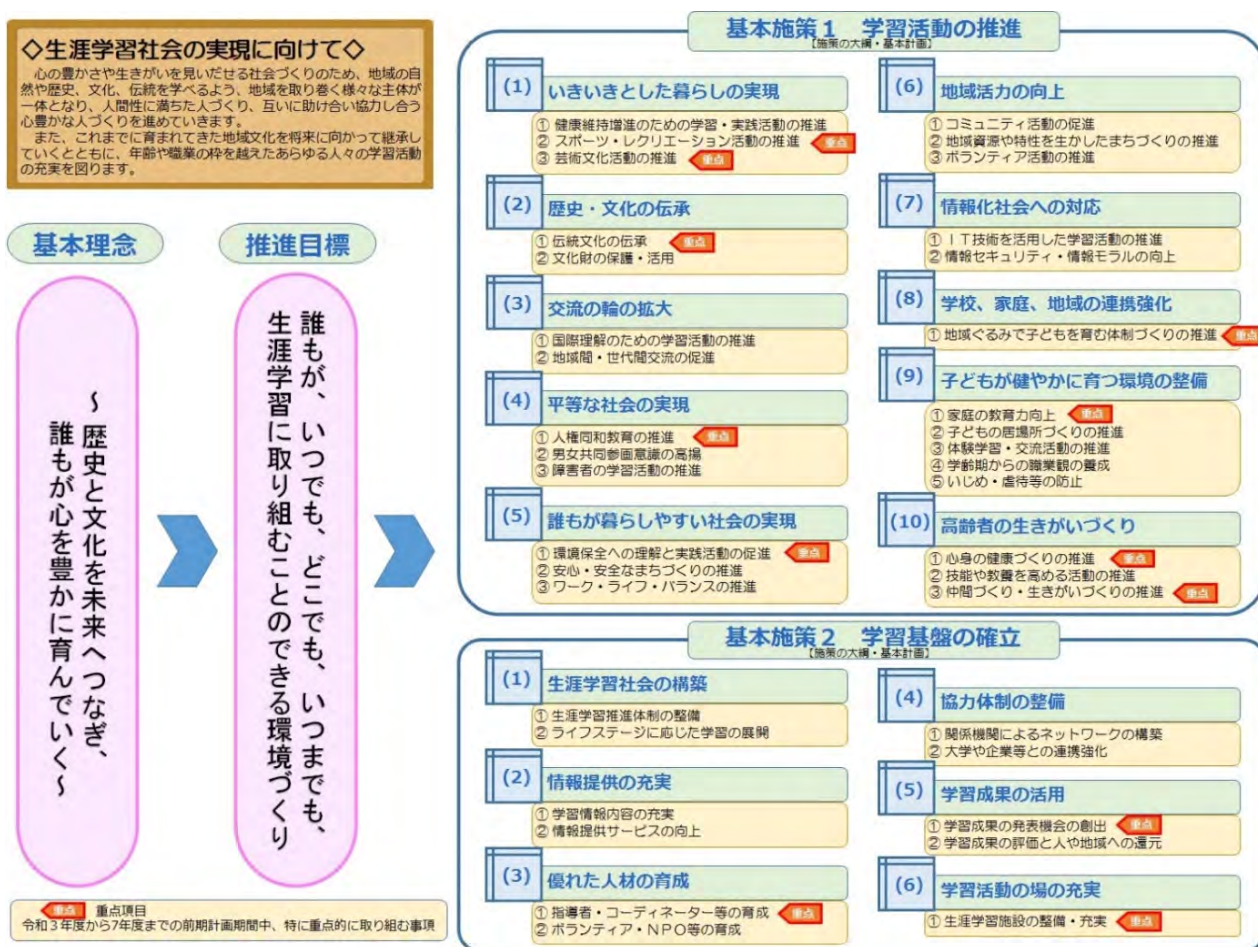 ◇生涯学習社会の実現に向けて◇
　心の豊かさや生きがいを見いだせる社会づくりのため、地域の自
然や歴史、文化、伝統を学べるよう、地域を取り巻く様々な主体が
一体となり、人間性に満ちた人づくり、互いに助け合い協力し合う
心豊かな人づくりを進めていきます。
　また、これまでに育まれてきた地域文化を将来に向かって継承し
ていくとともに、年齢や職業の枠を越えたあらゆる人々の学習活動
の充実を図ります。
基本理念
～歴史と文化を未来へつなぎ、
誰もが心を豊かに育んでいく～
推進目標
誰もが、いつでも、どこでも、いつまでも、
生涯学習に取り組むことのできる環境づくり
重点 重点項目
令和３年度から7年度までの前期計画期間中、特に重点的に取り組む事項
基本施策１　学習活動の推進
【施策の大綱・基本計画】
(1) いきいきとした暮らしの実現
① 健康維持増進のための学習・実践活動の推進
② スポーツ・レクリエーション活動の推進 重点
③ 芸術文化活動の推進 重点
(2) 歴史・文化の伝承
① 伝統文化の伝承 重点
② 文化財の保護・活用
(3) 交流の輪の拡大
① 国際理解のための学習活動の推進
② 地域間・世代間交流の促進
(4) 平等な社会の実現
① 人権同和教育の推進 重点
② 男女共同参画意識の高揚
③ 障害者の学習活動の推進
(5) 誰もが暮らしやすい社会の実現
① 環境保全への理解と実践活動の促進 重点
② 安心・安全なまちづくりの推進
③ ワーク・ライフ・バランスの推進
(6) 地域活力の向上
① コミュニティ活動の促進
② 地域資源や特性を生かしたまちづくりの推進
③ ボランティア活動の推進
(7) 情報化社会への対応
① ＩＴ技術を活用した学習活動の推進
② 情報セキュリティ・情報モラルの向上
(8) 学校、家庭、地域の連携強化
① 地域ぐるみで子どもを育む体制づくりの推進 重点
(9) 子どもが健やかに育つ環境の整備
① 家庭の教育力向上 重点
② 子どもの居場所づくりの推進
③ 体験学習・交流活動の推進
④ 学齢期からの職業観の養成
⑤ いじめ・虐待等の防止
(10) 高齢者の生きがいづくり
① 心身の健康づくりの推進 重点
② 技能や教養を高める活動の推進
③ 仲間づくり・生きがいづくりの推進 重点
基本施策２　学習基盤の確立
【施策の大綱・基本計画】
(1) 生涯学習社会の構築
① 生涯学習推進体制の整備
② ライフステージに応じた学習の展開
(2) 情報提供の充実
① 学習情報内容の充実
② 情報提供サービスの向上
(3) 優れた人材の育成
① 指導者・コーディネーター等の育成 重点
② ボランティア・ＮＰＯ等の育成
(4) 協力体制の整備
① 関係機関によるネットワークの構築
② 大学や企業等との連携強化
(5) 学習成果の活用
① 学習成果の発表機会の創出 重点
② 学習成果の評価と人や地域への還元
(6) 学習活動の場の充実
① 生涯学習施設の整備・充実 重点